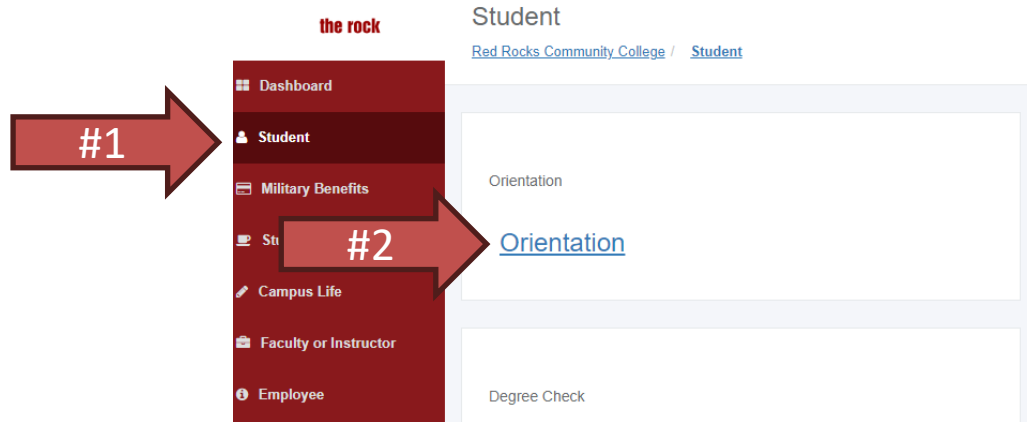 the rock
Student
Red Rocks Community College / Student
Dashboard
#1
Student
Military Benefits
#2
Campus Life
Faculty or Instructor
Employee
Orientation
Orientation
Degree Check